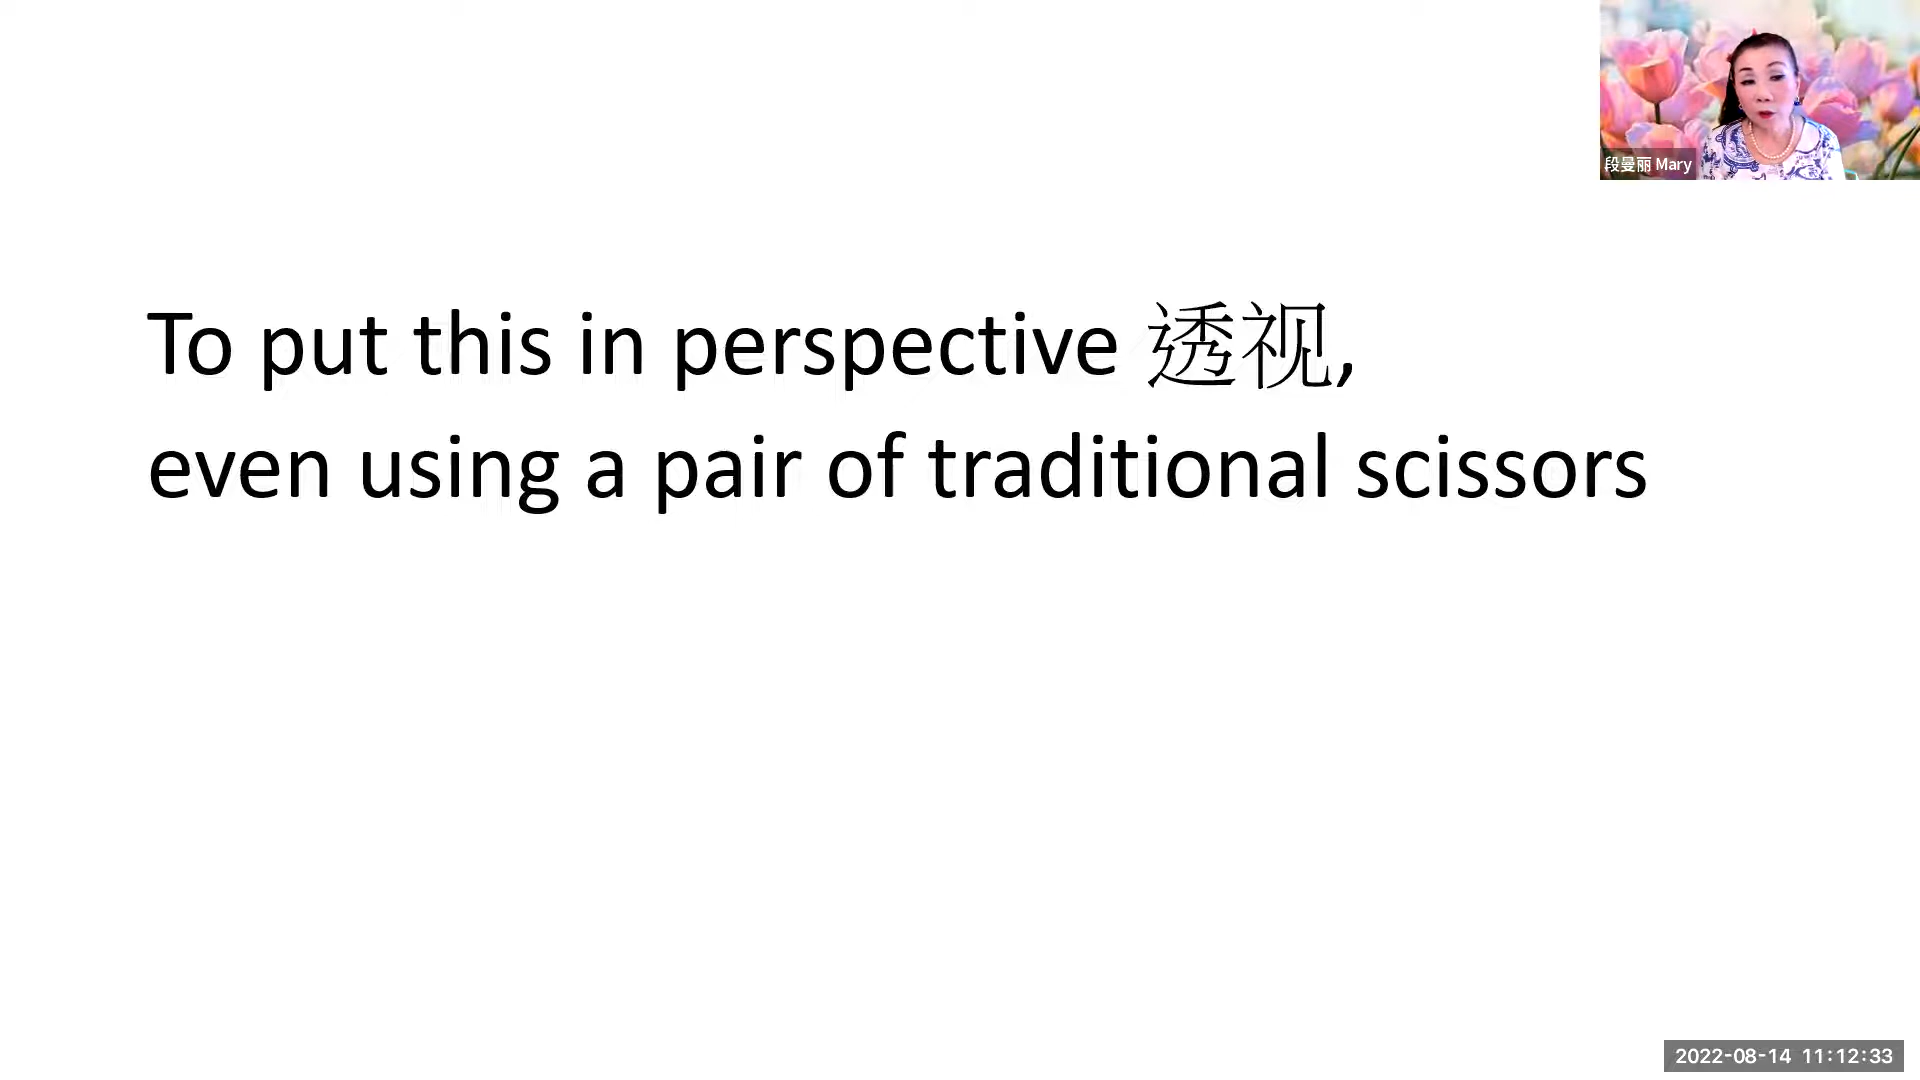 段曼丽 Mary
To put this in perspective 透视,
even using a pair of traditional scissors
2022-08-14 11:12:33